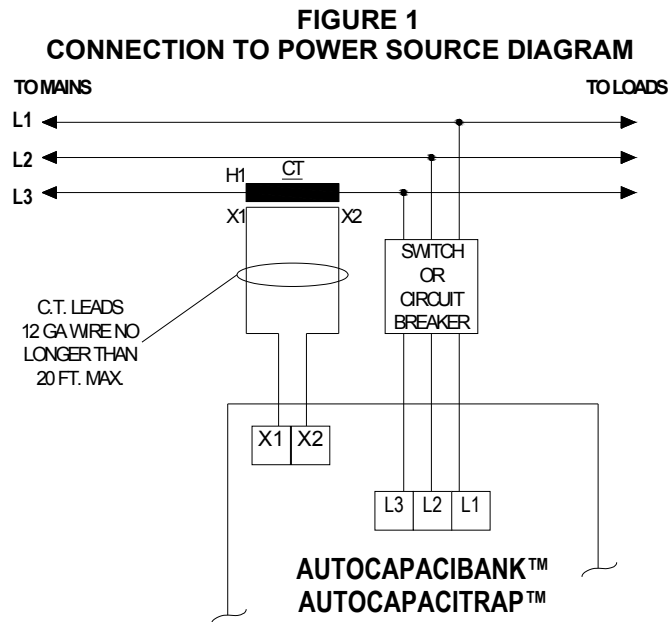 FIGURE 1
CONNECTION TO POWER SOURCE DIAGRAM
TO MAINS
TO LOADS
L1
L2
L3
H1
CT
X1
X2
SWITCH
OR
CIRCUIT
BREAKER
C.T. LEADS
12 GA WIRE NO
LONGER THAN
20 FT. MAX.
X1 X2
L3 L2 L1
AUTOCAPACIBANK™
AUTOCAPACITRAP™